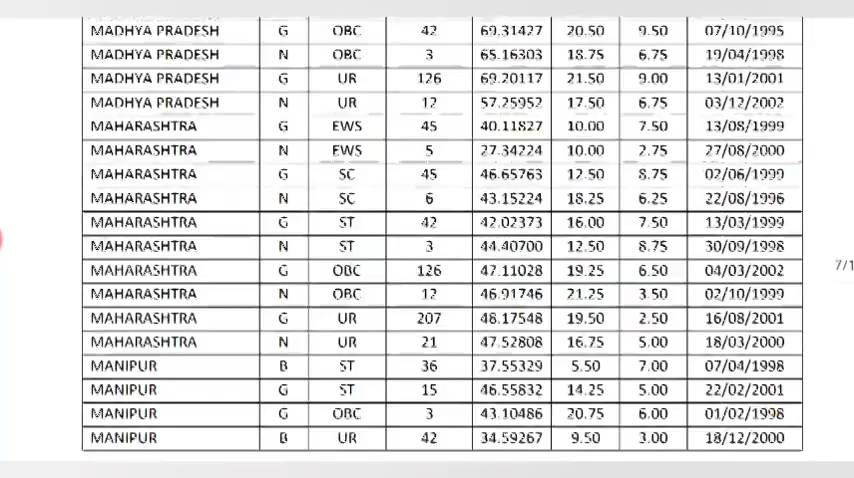 MADHYA PRADESH G OBC 42 69.31427 20.50 9.50 07/10/1995
MADHYA PRADESH N OBC 3 65.16303 18.75 6.75 19/04/1998
MADHYA PRADESH G UR 126 69.20117 21.50 9.00 13/01/2001
MADHYA PRADESH N UR 12 57.25952 17.50 6.75 03/12/2002
MAHARASHTRA G EWS 45 40.11827 10.00 7.50 13/08/1999
MAHARASHTRA N EWS 5 27.34224 10.00 2.75 27/08/2000
MAHARASHTRA G SC 45 46.65763 12.50 8.75 02/06/1999
MAHARASHTRA N SC 6 43.15224 18.25 6.25 22/08/1996
MAHARASHTRA G ST 42 42.02373 16.00 7.50 13/03/1999
MAHARASHTRA N ST 3 44.40700 12.50 8.75 30/09/1998
MAHARASHTRA G OBC 126 47.11028 19.25 6.50 04/03/2002
MAHARASHTRA N OBC 12 46.91746 21.25 3.50 02/10/1999
MAHARASHTRA G UR 207 48.17548 19.50 2.50 16/08/2001
MAHARASHTRA N UR 21 47.52808 16.75 5.00 18/03/2000
MANIPUR B ST 36 37.55329 5.50 7.00 07/04/1998
MANIPUR G ST 15 46.55832 14.25 5.00 22/02/2001
MANIPUR G OBC 3 43.10486 20.75 6.00 01/02/1998
MANIPUR B UR 42 34.59267 9.50 3.00 18/12/2000
7/1